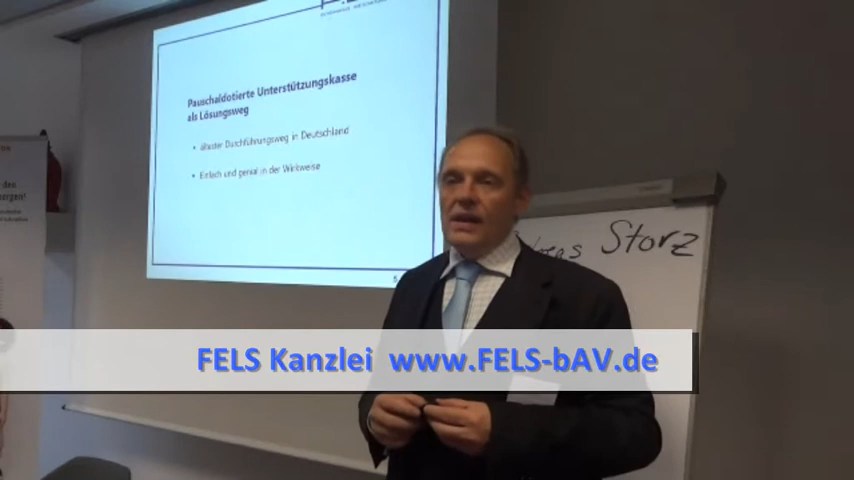 Pauschaldotierte Unterstützungskasse
als Lösungsweg
• ältester Durchführungsweg in Deutschland
• Einfach und genial in der Wirkweise
Storz
FELS Kanzlei www.FELS-bAV.de